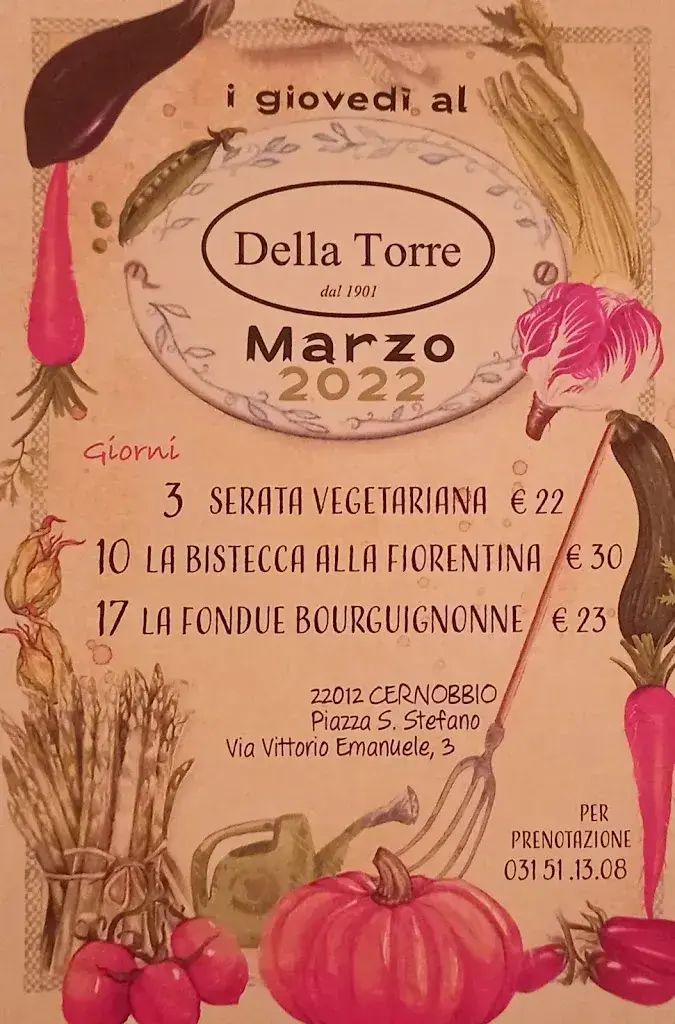 i giovedì al
Della Torre
dal 1901
Marzo
2022
Giorni
3 SERATA VEGETARIANA € 22
10 LA BISTECCA ALLA FIORENTINA € 30
17 LA FONDUE BOURGUIGNONNE € 23
22012 CERNOBBIO
Piazza S. Stefano
Via Vittorio Emanuele, 3
PER
PRENOTAZIONE
031 51.13.08